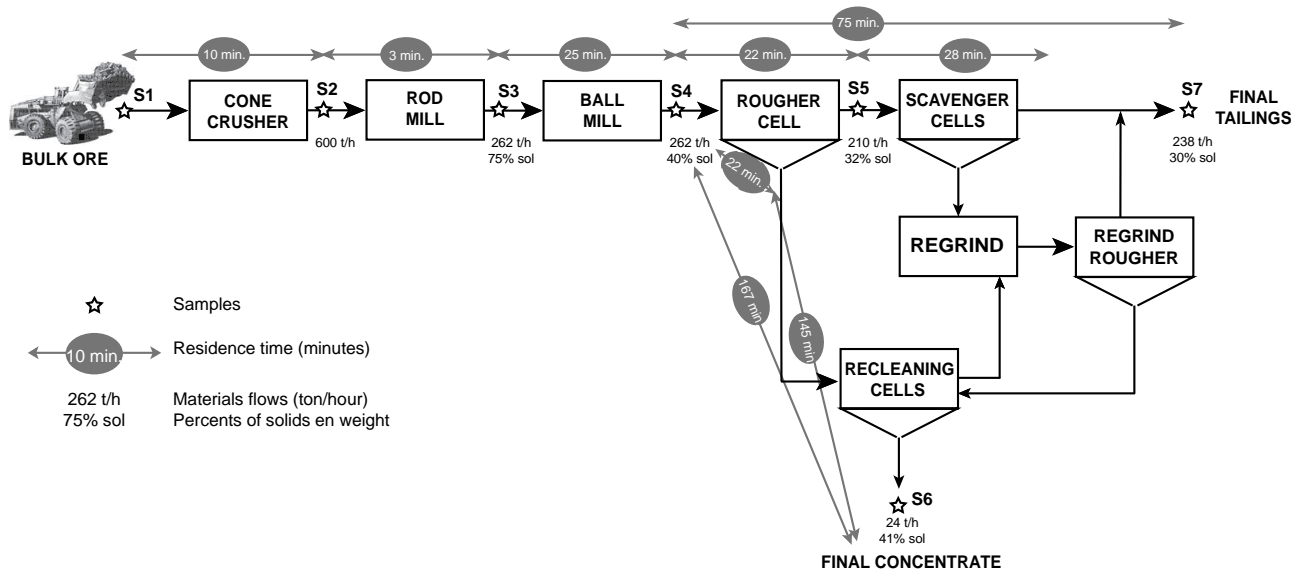 75 min.
10 min.
3 min.
25 min.
22 min.
28 min.
S1
CONE
CRUSHER
S2
600 t/h
ROD
MILL
S3
262 t/h
75% sol
BALL
MILL
S4
262 t/h
40% sol
ROUGHER
CELL
S5
210 t/h
32% sol
SCAVENGER
CELLS
S7
238 t/h
30% sol
FINAL
TAILINGS
BULK ORE
22 min.
REGRIND
REGRIND
ROUGHER
167 min
145 min
RECLEANING
CELLS
S6
24 t/h
41% sol
FINAL CONCENTRATE
Samples
10 min.
Residence time (minutes)
262 t/h
Materials flows (ton/hour)
75% sol
Percents of solids en weight